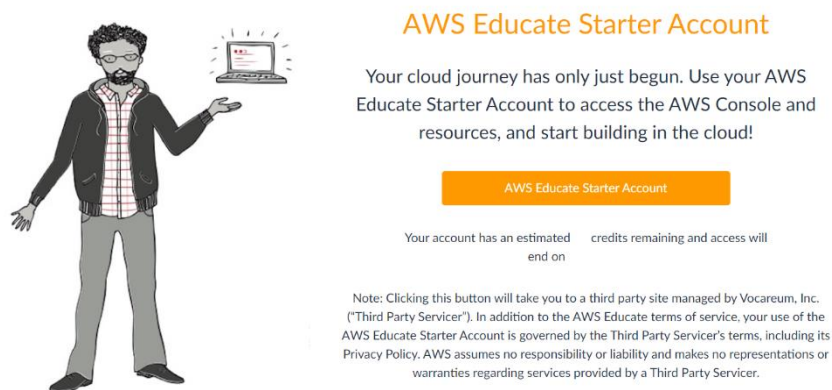 AWS Educate Starter Account
Your cloud journey has only just begun. Use your AWS
Educate Starter Account to access the AWS Console and
resources, and start building in the cloud!
AWS Educate Starter Account
Your account has an estimated credits remaining and access will
end on
Note: Clicking this button will take you to a third party site managed by Vocareum, Inc.
("Third Party Servicer"). In addition to the AWS Educate terms of service, your use of the
AWS Educate Starter Account is governed by the Third Party Servicer's terms, including its
Privacy Policy. AWS assumes no responsibility or liability and makes no representations or
warranties regarding services provided by a Third Party Servicer.